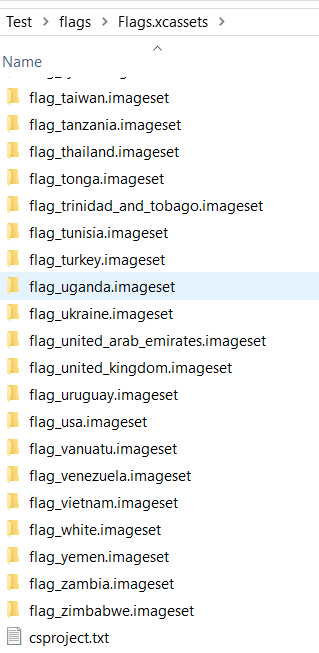 Test > flags > Flags.xcassets >
Name
flag_taiwan.imageset
flag_tanzania.imageset
flag_thailand.imageset
flag_tonga.imageset
flag_trinidad_and_tobago.imageset
flag_tunisia.imageset
flag_turkey.imageset
flag_uganda.imageset
flag_ukraine.imageset
flag_united_arab_emirates.imageset
flag_united_kingdom.imageset
flag_uruguay.imageset
flag_usa.imageset
flag_vanuatu.imageset
flag_venezuela.imageset
flag_vietnam.imageset
flag_white.imageset
flag_yemen.imageset
flag_zambia.imageset
flag_zimbabwe.imageset
csproject.txt